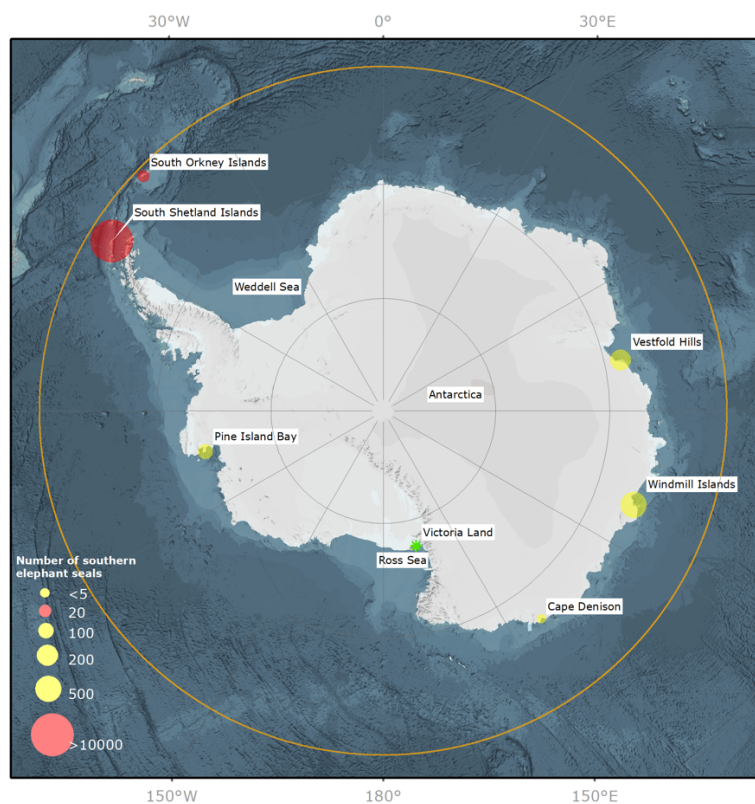 30°W 0° 30°E
South Orkney Islands
South Shetland Islands
Weddell Sea
Vestfold Hills
Antarctica
Pine Island Bay
Windmill Islands
Victoria Land
Ross Sea
Cape Denison
Number of southern
elephant seals
<5
20
100
200
500
>10000
150°W 180° 150°E